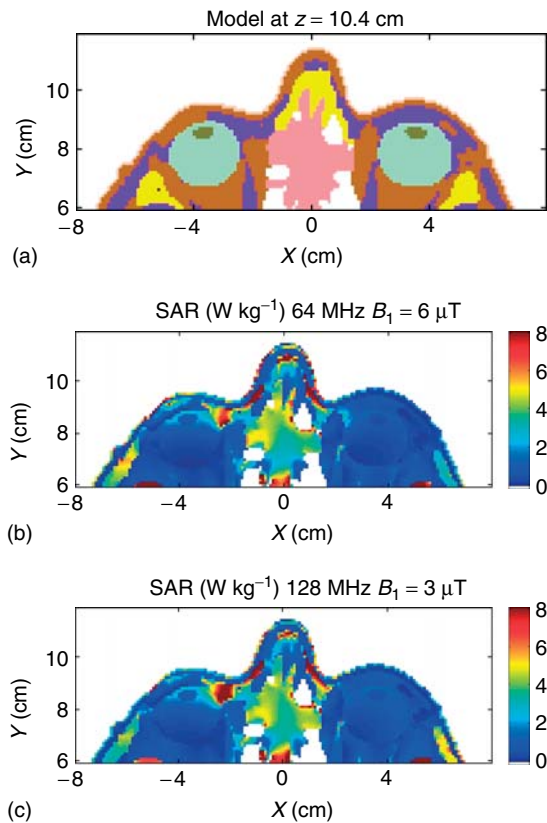 Model at z = 10.4 cm
Y (cm)
10
8
6
−8
−4
0
4
X (cm)
(a)
SAR (W kg⁻¹) 64 MHz B₁ = 6 μT
Y (cm)
10
8
6
−8
−4
0
4
X (cm)
8
6
4
2
0
(b)
SAR (W kg⁻¹) 128 MHz B₁ = 3 μT
Y (cm)
10
8
6
−8
−4
0
4
X (cm)
8
6
4
2
0
(c)